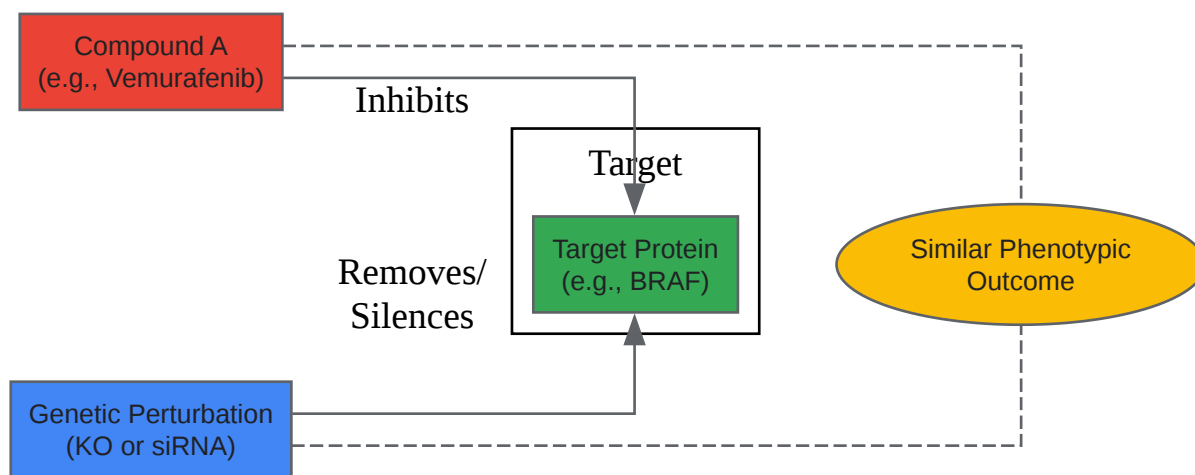 Compound A
(e.g., Vemurafenib)
Inhibits
Target
Target Protein
(e.g., BRAF)
Similar Phenotypic
Outcome
Removes/
Silences
Genetic Perturbation
(KO or siRNA)